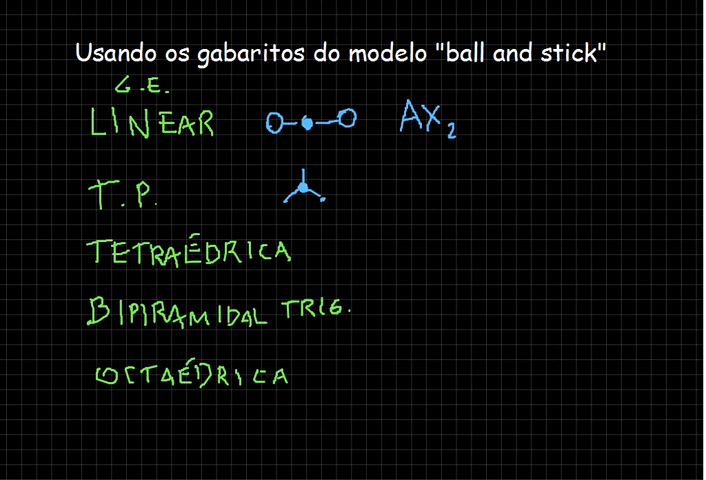 Usando os gabaritos do modelo "ball and stick"
G.E.
LINEAR AX2
T.P.
TETRAÉDRICA
BIPIRAMIDAL TRIG.
OCTAÉDRICA